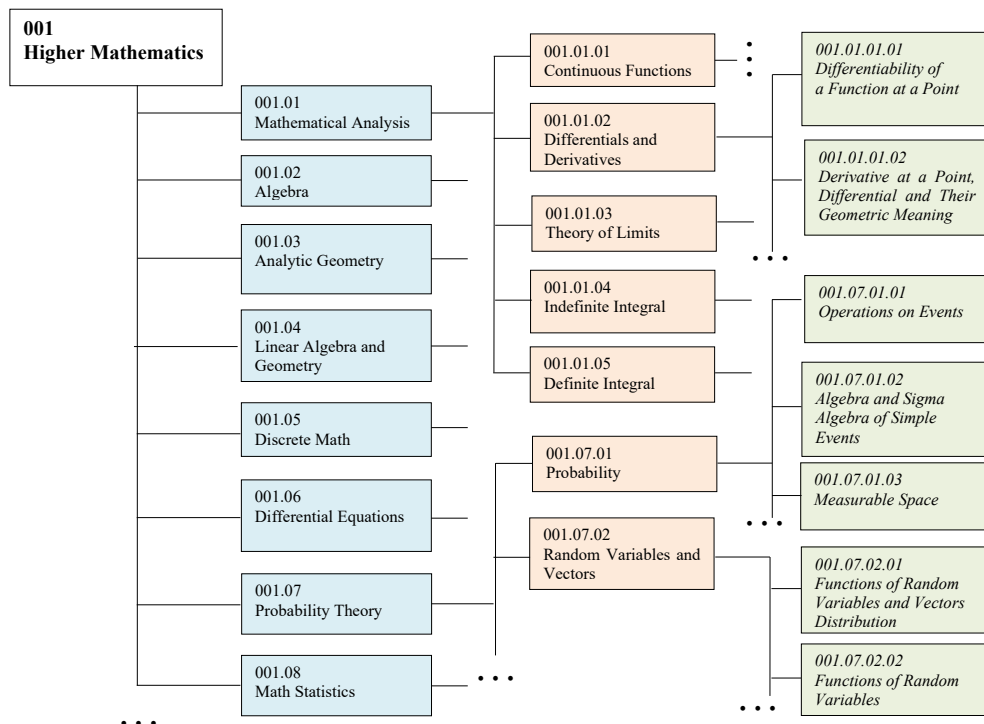 001
Higher Mathematics
001.01
Mathematical Analysis
001.02
Algebra
001.03
Analytic Geometry
001.04
Linear Algebra and
Geometry
001.05
Discrete Math
001.06
Differential Equations
001.07
Probability Theory
001.08
Math Statistics
• • •
001.01.01
Continuous Functions
001.01.02
Differentials and
Derivatives
001.01.03
Theory of Limits
001.01.04
Indefinite Integral
001.01.05
Definite Integral
001.07.01
Probability
001.07.02
Random Variables and
Vectors
• • •
001.01.01.01
Differentiability of
a Function at a Point
001.01.01.02
Derivative at a Point,
Differential and Their
Geometric Meaning
• • •
001.07.01.01
Operations on Events
001.07.01.02
Algebra and Sigma
Algebra of Simple
Events
001.07.01.03
Measurable Space
• • •
001.07.02.01
Functions of Random
Variables and Vectors
Distribution
001.07.02.02
Functions of Random
Variables
• • •